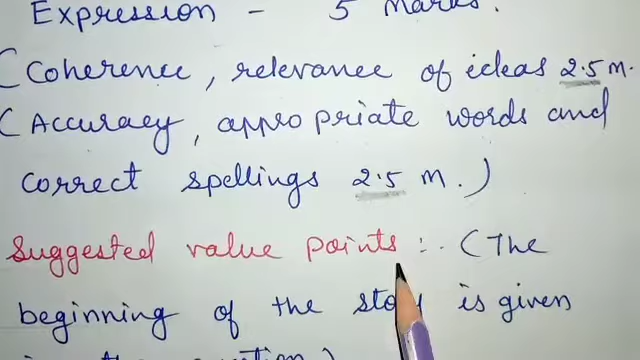 Expression - 5 Marks.
(Coherence, relevance of ideas 2.5 m.
(Accuracy, appropriate words and
correct spellings 2.5 m.)
Suggested value points :- (The
beginning of the story is given